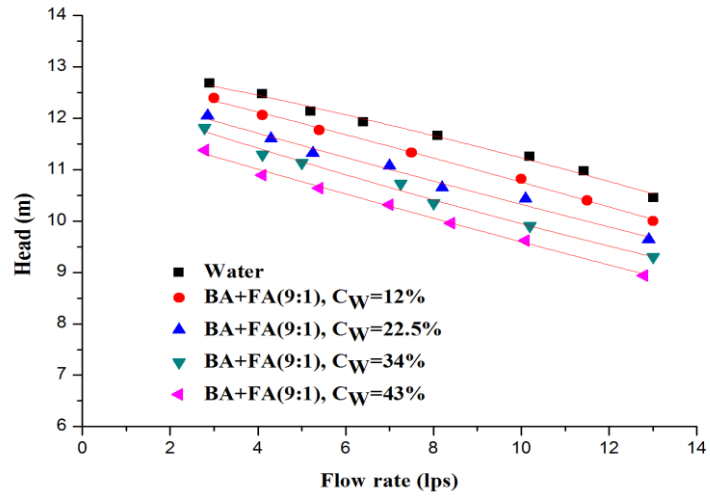 14
13
12
11
10
9
8
7
6
Head (m)
Water
BA+FA(9:1), CW=12%
BA+FA(9:1), CW=22.5%
BA+FA(9:1), CW=34%
BA+FA(9:1), CW=43%
0 2 4 6 8 10 12 14
Flow rate (lps)